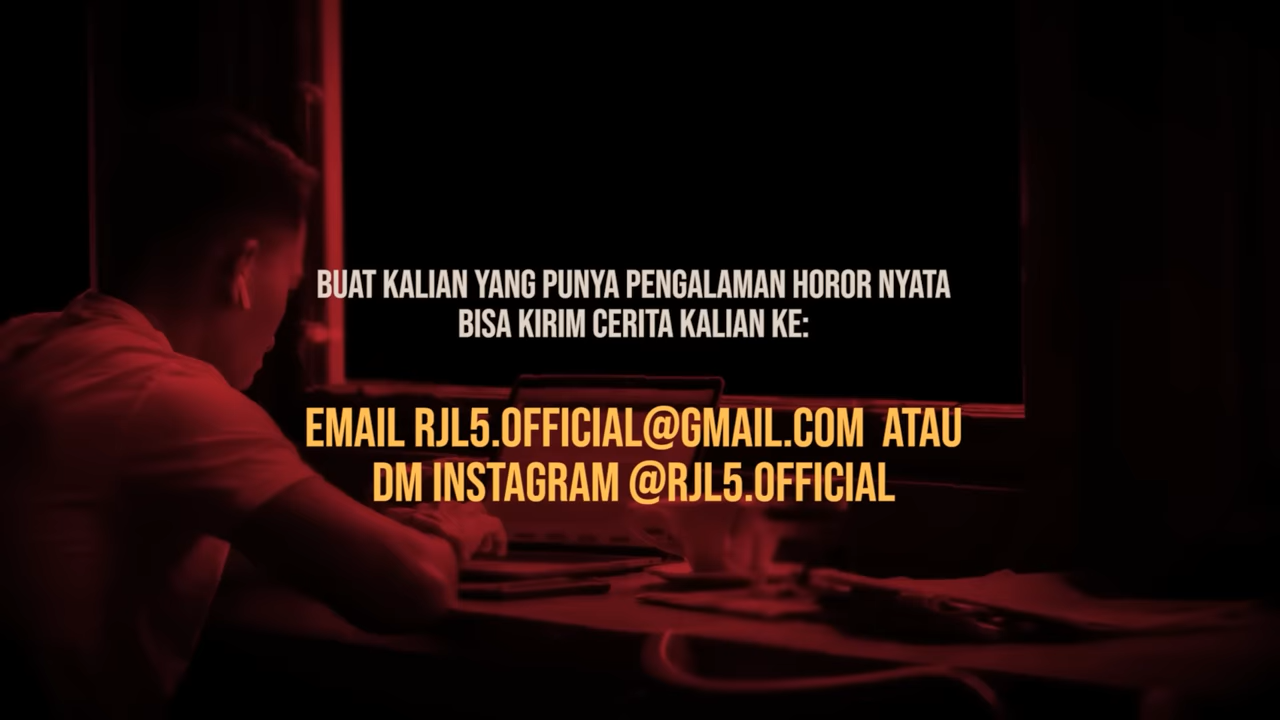 BUAT KALIAN YANG PUNYA PENGALAMAN HOROR NYATA
BISA KIRIM CERITA KALIAN KE:
EMAIL RJL5.OFFICIAL@GMAIL.COM ATAU
DM INSTAGRAM @RJL5.OFFICIAL